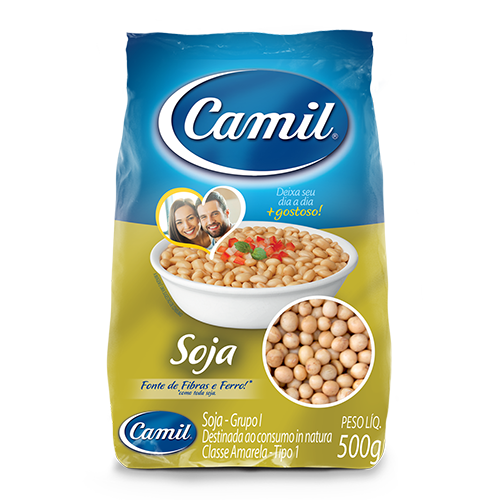 Camil®
Deixa seu
dia a dia
+gostoso!
Soja
Fonte de Fibras e Ferro!*
*como toda soja.
Camil®
Soja - Grupo I
Destinada ao consumo in natura
Classe Amarela - Tipo 1
PESO LÍQ.
500g